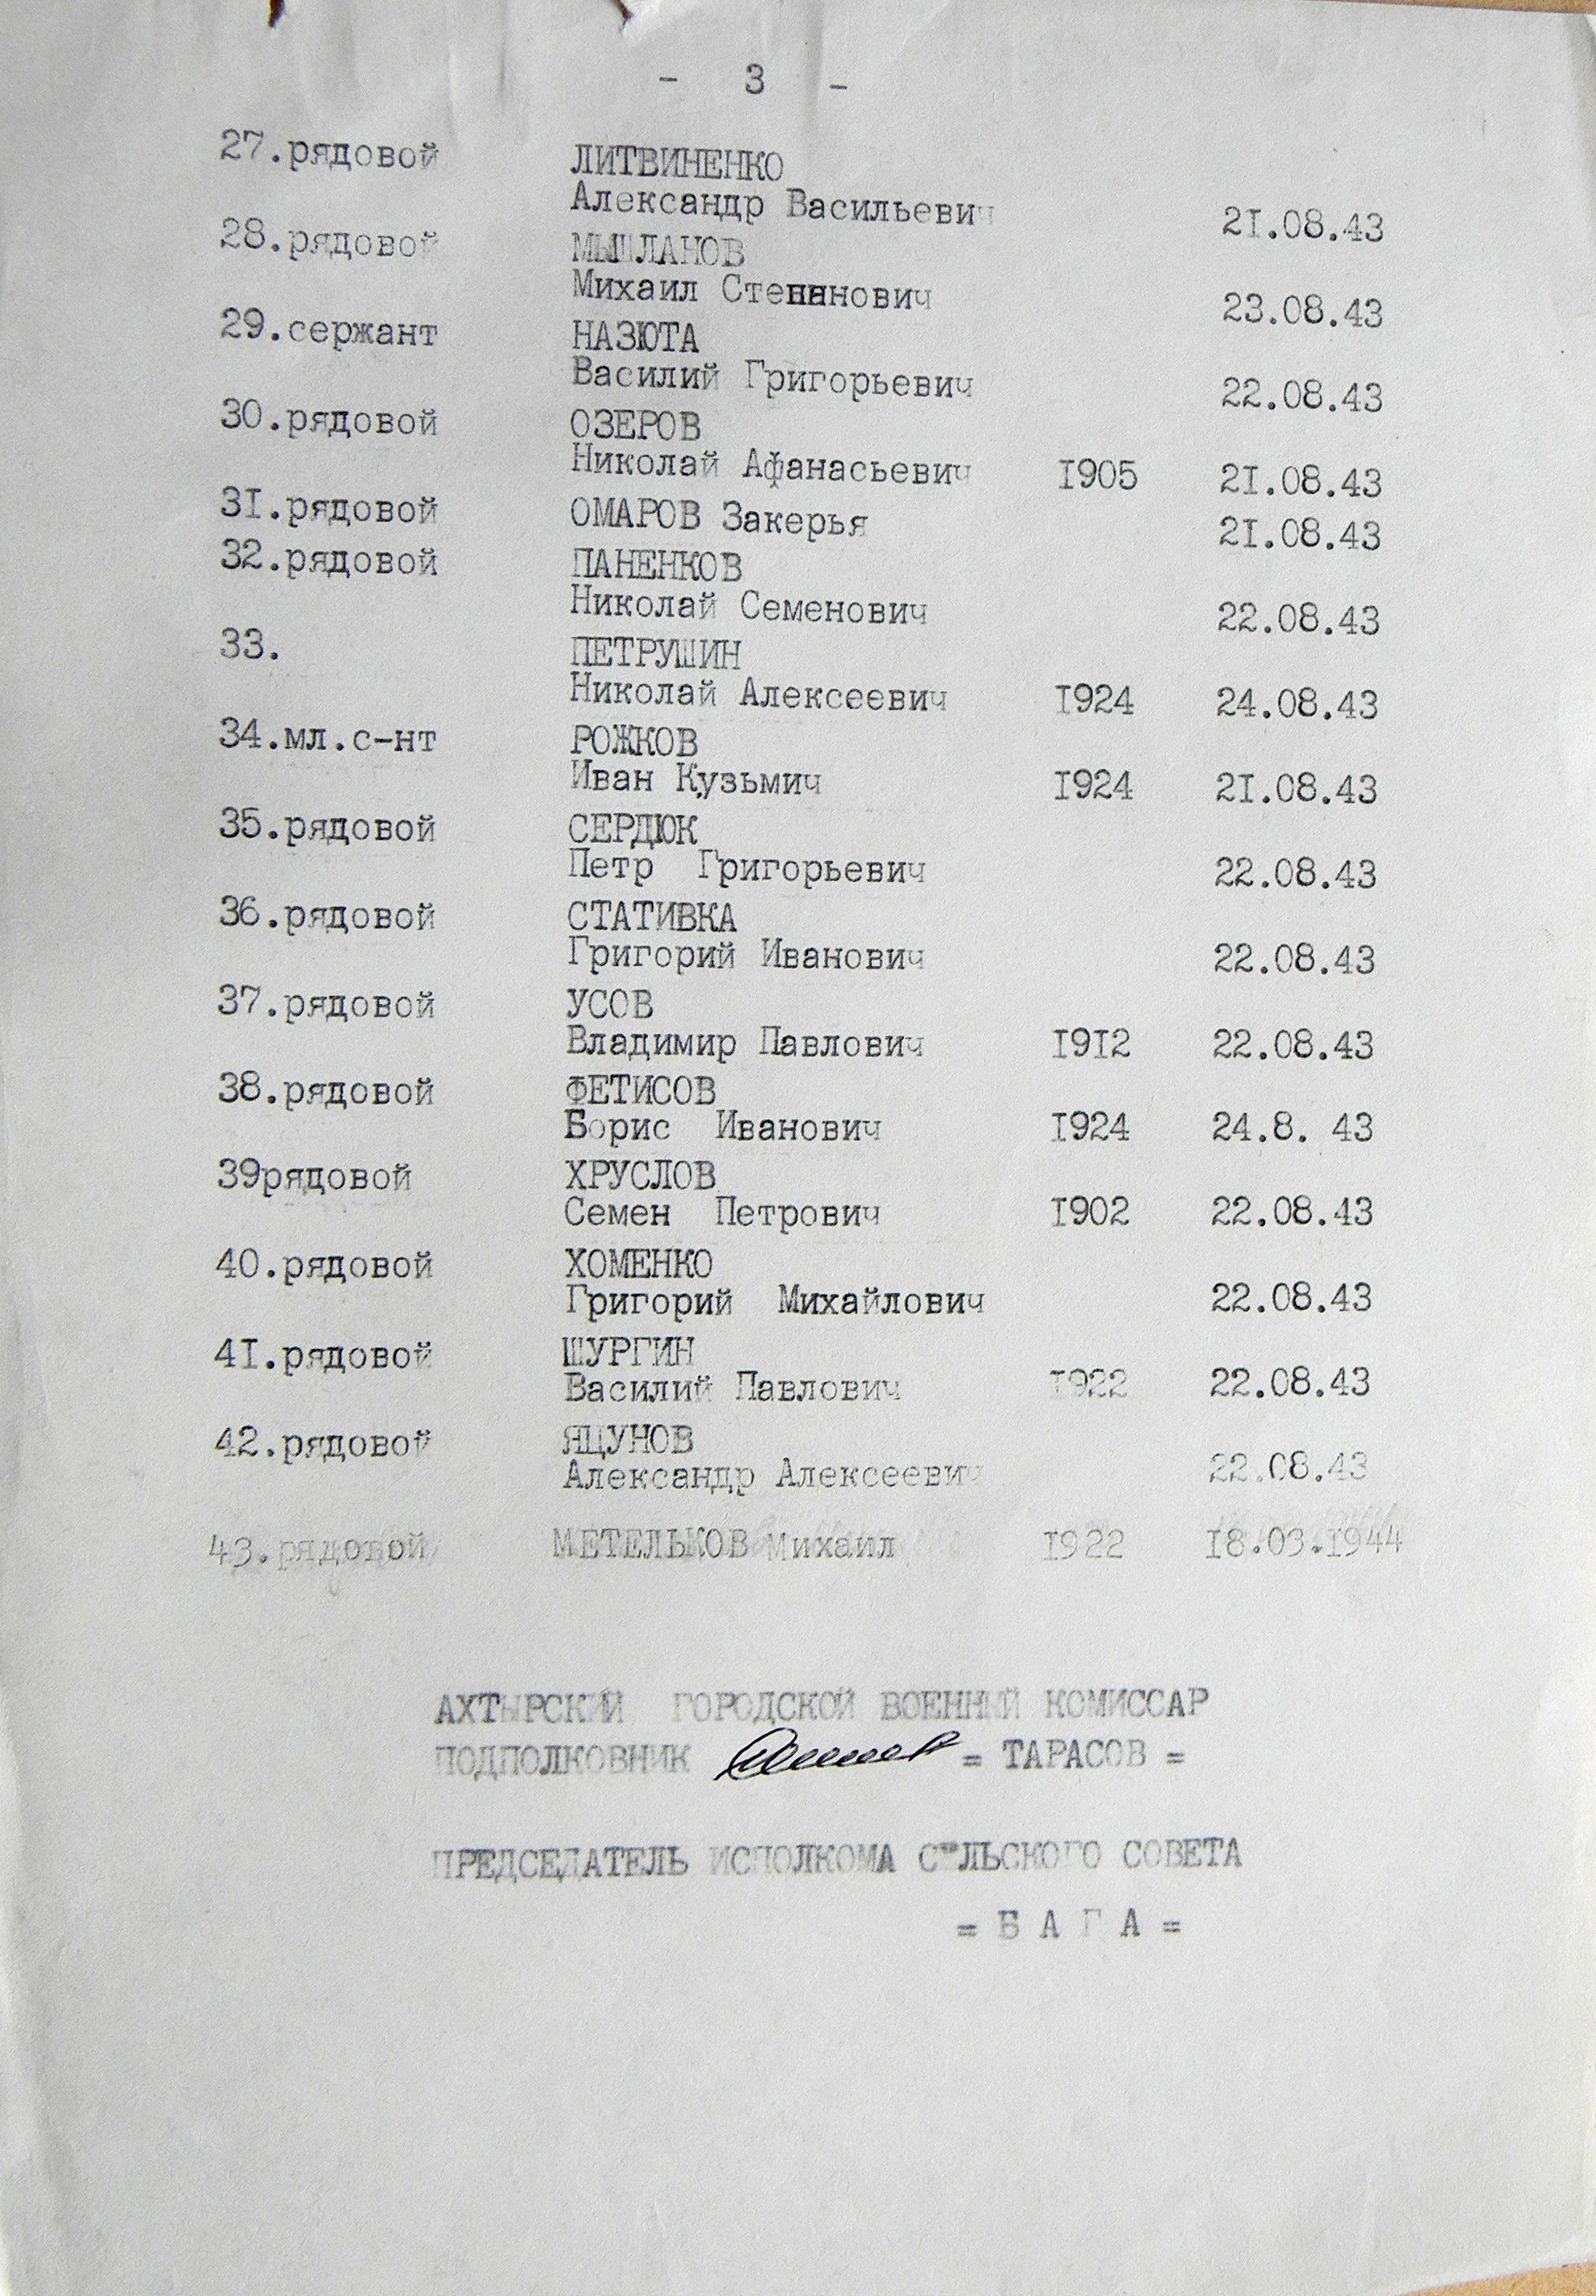 - 3 -
27.рядовой ЛИТВИНЕНКО
Александр Васильевич 21.08.43
28.рядовой МЫШЛАНОВ
Михаил 23.08.43
29.сержант НАЗЮТА
Василий Григорьевич 22.08.43
30.рядовой ОЗЕРОВ
Николай Афанасьевич 1905 21.08.43
31.рядовой ОМАРОВ Закерья 21.08.43
32.рядовой ПАНЕНКОВ
Николай Семенович 22.08.43
33. ПЕТРУШИН
Николай Алексеевич 1924 24.08.43
34.мл.с-нт РОЖКОВ
Иван Кузьмич 1924 21.08.43
35.рядовой СЕРДЮК
Петр Григорьевич 22.08.43
36.рядовой СТАТИВКА
Григорий Иванович 22.08.43
37.рядовой УСОВ
Владимир Павлович 1912 22.08.43
38.рядовой ФЕТИСОВ
Борис Иванович 1924 24.8. 43
39рядовой ХРУСЛОВ
Семен Петрович 1902 22.08.43
40.рядовой ХОМЕНКО
Григорий Михайлович 22.08.43
41.рядовой ШУРГИН
Василий Павлович 1922 22.08.43
42.рядовой ЯЦУНОВ
Александр Алексеевич 22.08.43
43.рядовой МЕТЕЛЬКОВ Михаил 1922 18.03.1944
АХТЫРСКИЙ ГОРОДСКОЙ ВОЕННЫЙ КОМИССАР
ПОДПОЛКОВНИК = ТАРАСОВ =
ПРЕДСЕДАТЕЛЬ ИСПОЛКОМА СЕЛЬСКОГО СОВЕТА
= Б А Г А =